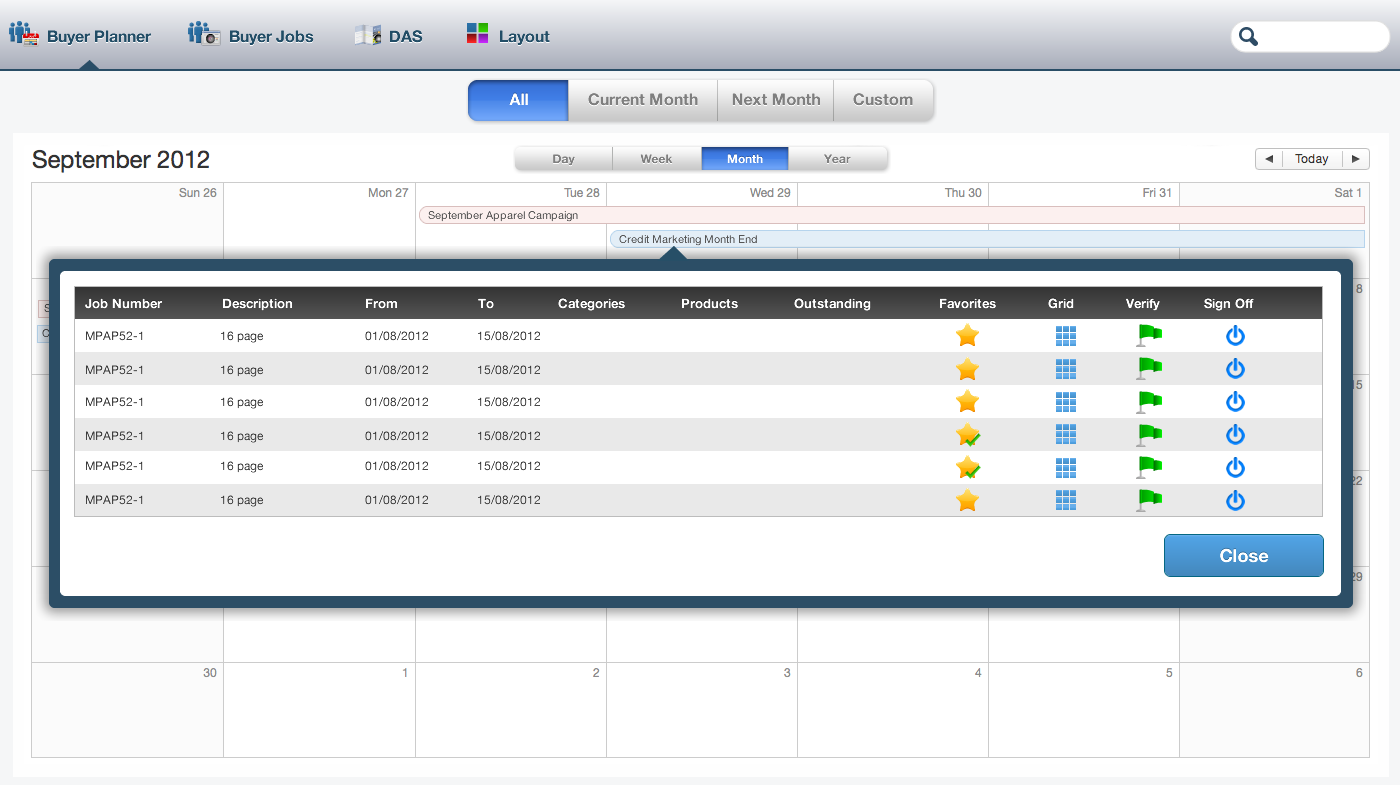 Buyer Planner Buyer Jobs DAS Layout
All Current Month Next Month Custom
September 2012 Day Week Month Year ◀ Today ▶
Sun 26 Mon 27 Tue 28 Wed 29 Thu 30 Fri 31 Sat 1
September Apparel Campaign
Credit Marketing Month End
8
S
C
Job Number Description From To Categories Products Outstanding Favorites Grid Verify Sign Off
MPAP52-1 16 page 01/08/2012 15/08/2012
MPAP52-1 16 page 01/08/2012 15/08/2012
15
MPAP52-1 16 page 01/08/2012 15/08/2012
MPAP52-1 16 page 01/08/2012 15/08/2012
MPAP52-1 16 page 01/08/2012 15/08/2012
22
MPAP52-1 16 page 01/08/2012 15/08/2012
Close
29
30 1 2 3 4 5 6